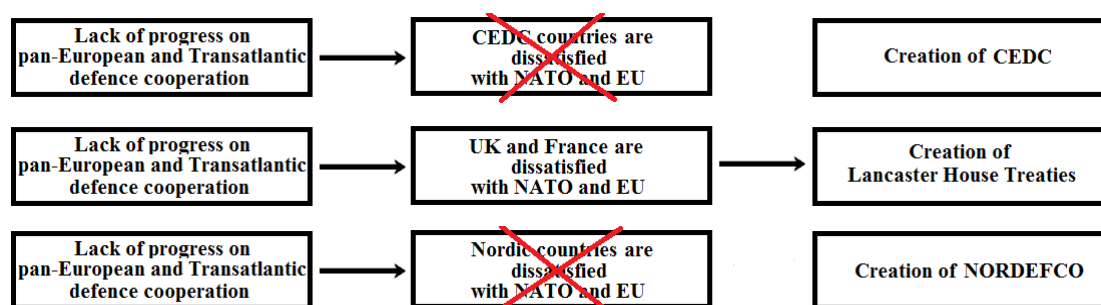 Lack of progress on
pan-European and Transatlantic
defence cooperation
CEDC countries are
dissatisfied
with NATO and EU
Creation of CEDC
Lack of progress on
pan-European and Transatlantic
defence cooperation
UK and France are
dissatisfied
with NATO and EU
Creation of
Lancaster House Treaties
Lack of progress on
pan-European and Transatlantic
defence cooperation
Nordic countries are
dissatisfied
with NATO and EU
Creation of NORDEFCO